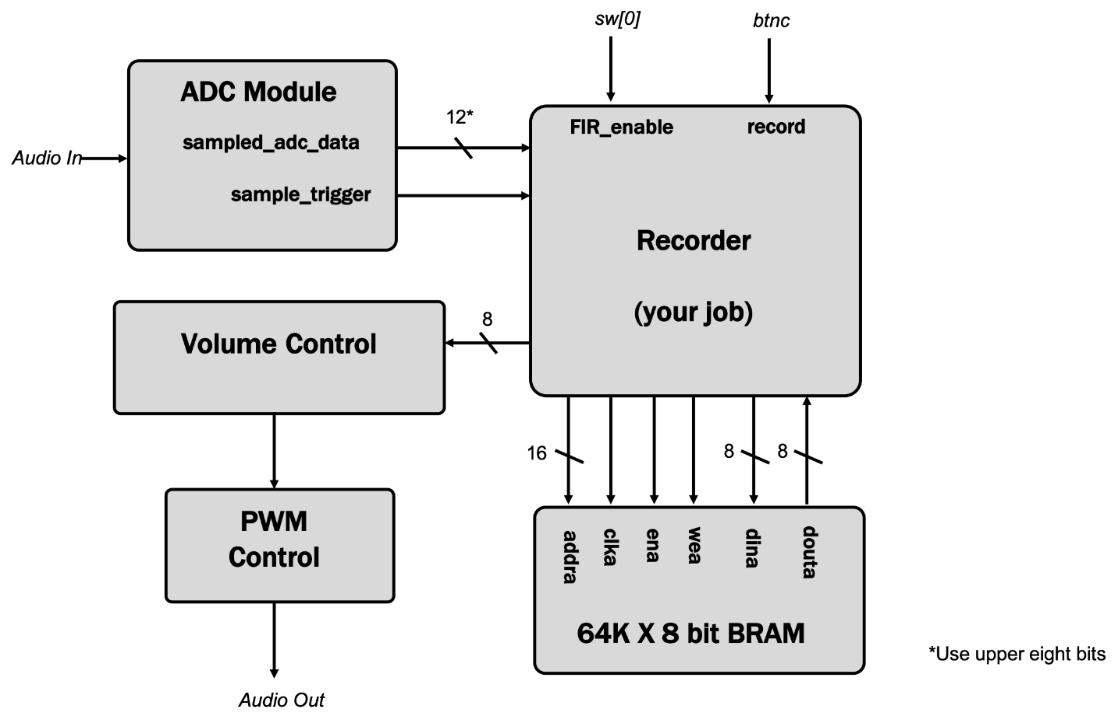 sw[0]
btnc
ADC Module
sampled_adc_data
sample_trigger
Audio In
12*
FIR_enable
record
Recorder
(your job)
Volume Control
8
16
8
8
PWM
Control
addra
clka
ena
wea
dina
douta
64K X 8 bit BRAM
*Use upper eight bits
Audio Out